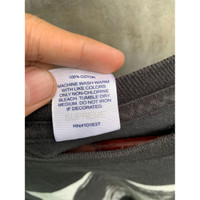 100% COTTON
MACHINE WASH WARM
WITH LIKE COLORS
ONLY NON-CHLORINE
BLEACH. TUMBLE DRY
MEDIUM. DO NOT IRON
IF DECORATED